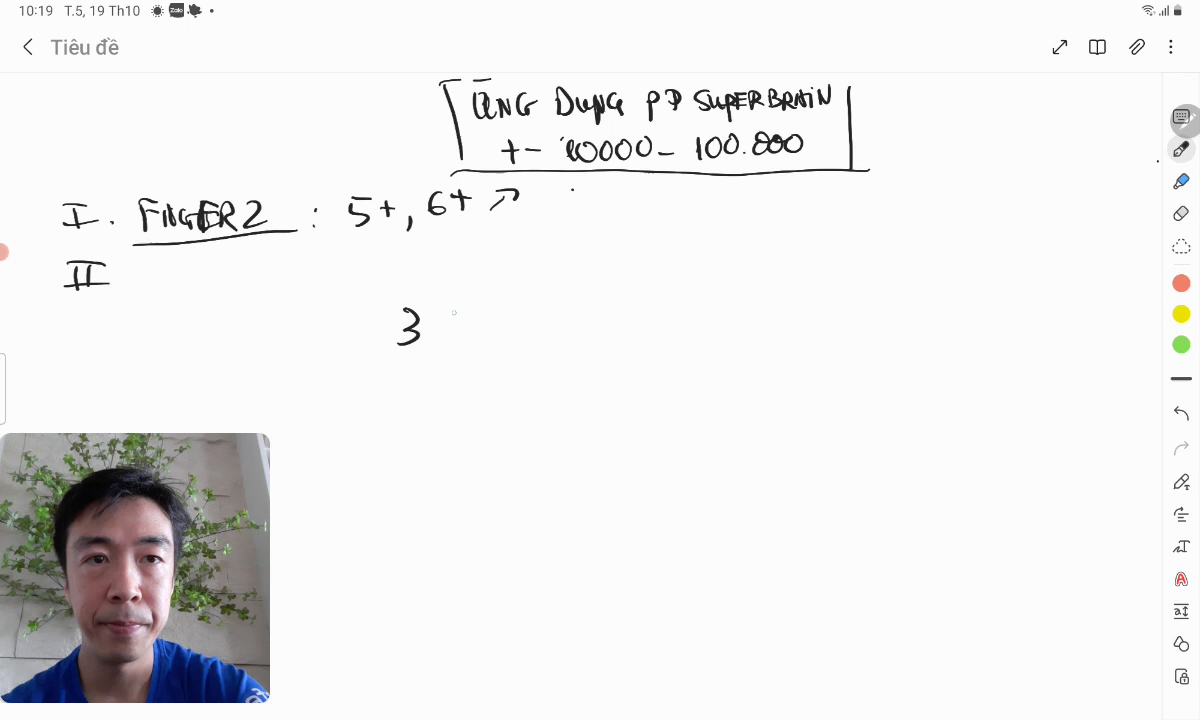 10:19 T.5, 19 Th10 Zalo
Tiêu đề
ỨNG DỤNG PP SUPERBRAIN
+- 10000 - 100.000
I. FINGER 2 : 5+, 6+ ↗
II
3